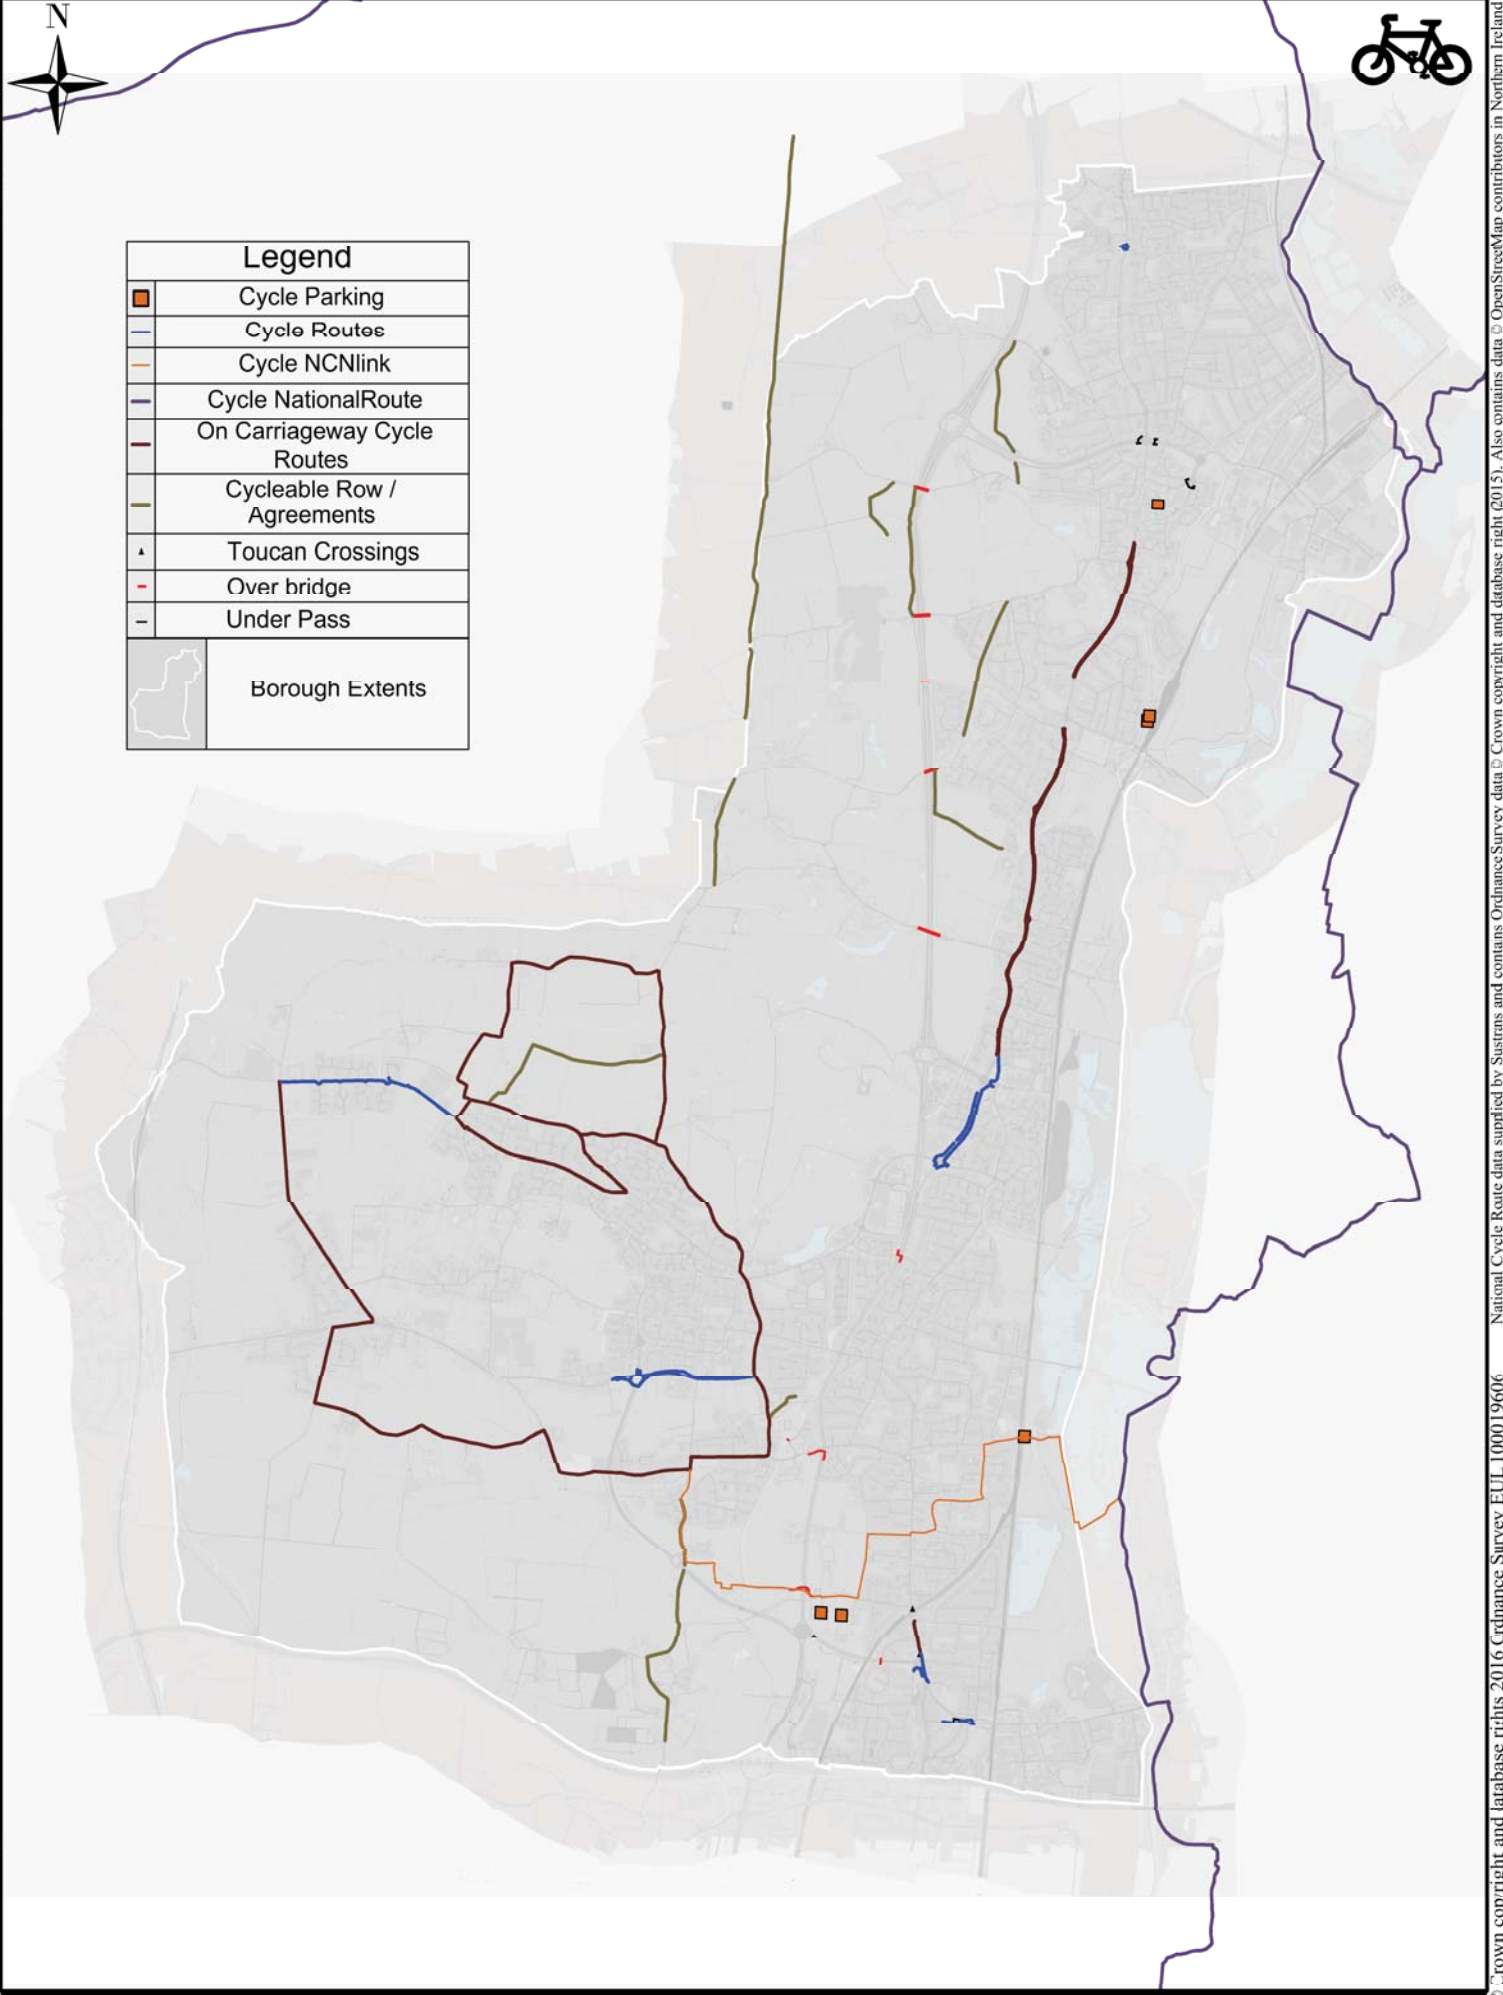 N
Legend
Cycle Parking
Cycle Routes
Cycle NCNlink
Cycle NationalRoute
On Carriageway Cycle
Routes
Cycleable Row /
Agreements
Toucan Crossings
Over bridge
Under Pass
Borough Extents
© Crown copyright and database rights 2016 Ordnance Survey EUL 100019606 National Cycle Route data supplied by Sustrans and contains Ordnance Survey data © Crown copyright and database right (2015). Also contains data © OpenStreetMap contributors in Northern Ireland